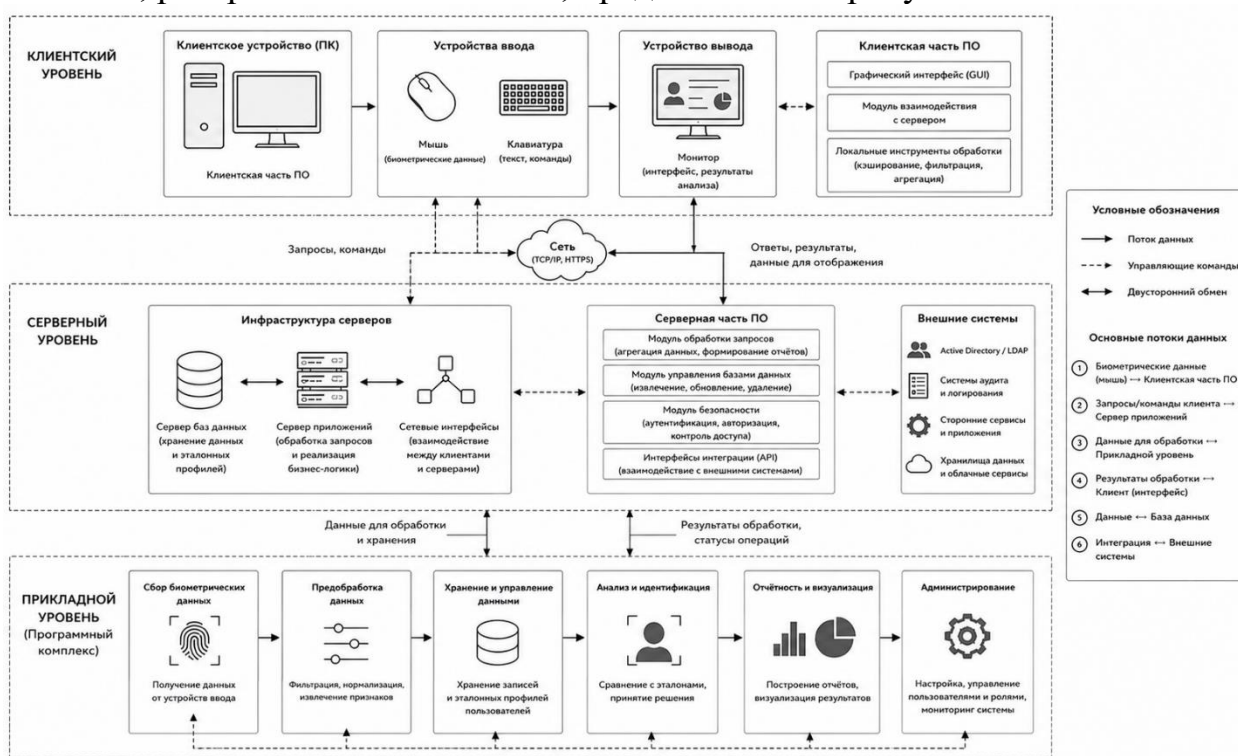 КЛИЕНТСКИЙ
УРОВЕНЬ
Клиентское устройство (ПК)
Клиентская часть ПО
Устройства ввода
Мышь
(биометрические данные)
Клавиатура
(текст, команды)
Устройство вывода
Монитор
(интерфейс, результаты
анализа)
Клиентская часть ПО
Графический интерфейс (GUI)
Модуль взаимодействия
с сервером
Локальные инструменты обработки
(кэширование, фильтрация,
агрегация)
Запросы, команды
Сеть
(TCP/IP, HTTPS)
Ответы, результаты,
данные для отображения
СЕРВЕРНЫЙ
УРОВЕНЬ
Инфраструктура серверов
Сервер баз данных
(хранение данных
и эталонных
профилей)
Сервер приложений
(обработка запросов
и реализация
бизнес-логики)
Сетевые интерфейсы
(взаимодействие
между клиентами
и серверами)
Серверная часть ПО
Модуль обработки запросов
(агрегация данных, формирование отчётов)
Модуль управления базами данных
(извлечение, обновление, удаление)
Модуль безопасности
(аутентификация, авторизация,
контроль доступа)
Интерфейсы интеграции (API)
(взаимодействие с внешними системами)
Внешние системы
Active Directory / LDAP
Системы аудита
и логирования
Сторонние сервисы
и приложения
Хранилища данных
и облачные сервисы
Данные для обработки
и хранения
Результаты обработки,
статусы операций
ПРИКЛАДНОЙ
УРОВЕНЬ
(Программный
комплекс)
Сбор биометрических
данных
Получение данных
от устройств ввода
Предобработка
данных
Фильтрация, нормализация,
извлечение признаков
Хранение и управление
данными
Хранение записей
и эталонных профилей
пользователей
Анализ и идентификация
Сравнение с эталонами,
принятие решения
Отчётность и визуализация
Построение отчётов,
визуализация результатов
Администрирование
Настройка, управление
пользователями и ролями,
мониторинг системы
Условные обозначения
Поток данных
Управляющие команды
Двусторонний обмен
Основные потоки данных
1 Биометрические данные
(мышь) ↔ Клиентская часть ПО
2 Запросы/команды клиента ↔
Сервер приложений
3 Данные для обработки ↔
Прикладной уровень
4 Результаты обработки ↔
Клиент (интерфейс)
5 Данные ↔ База данных
6 Интеграция ↔ Внешние
системы